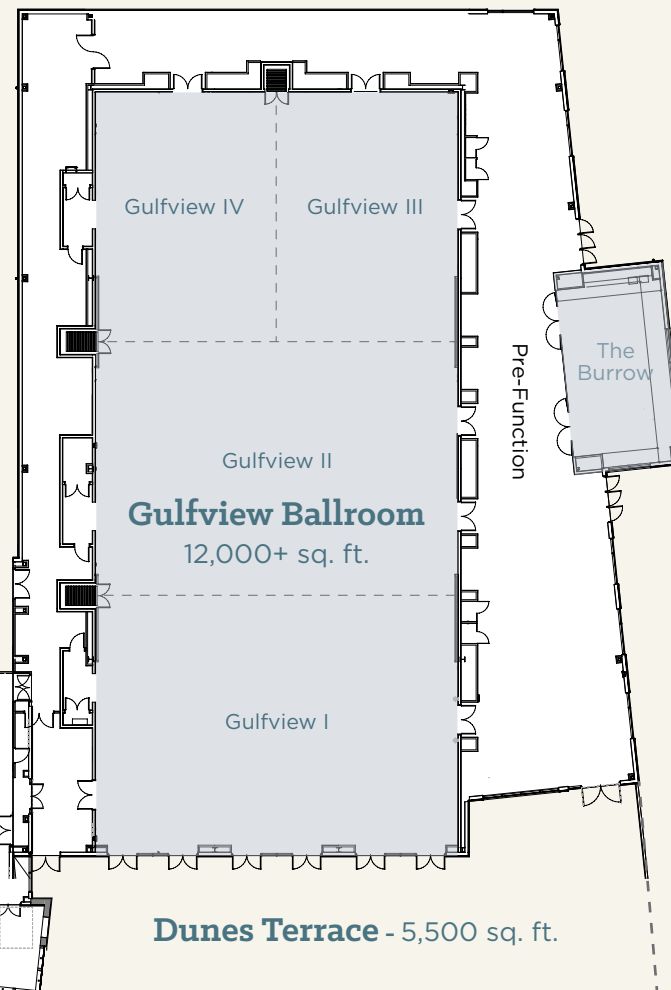 Gulfview IV
Gulfview III
The
Burrow
Pre-Function
Gulfview II
Gulfview Ballroom
12,000+ sq. ft.
Gulfview I
Dunes Terrace - 5,500 sq. ft.